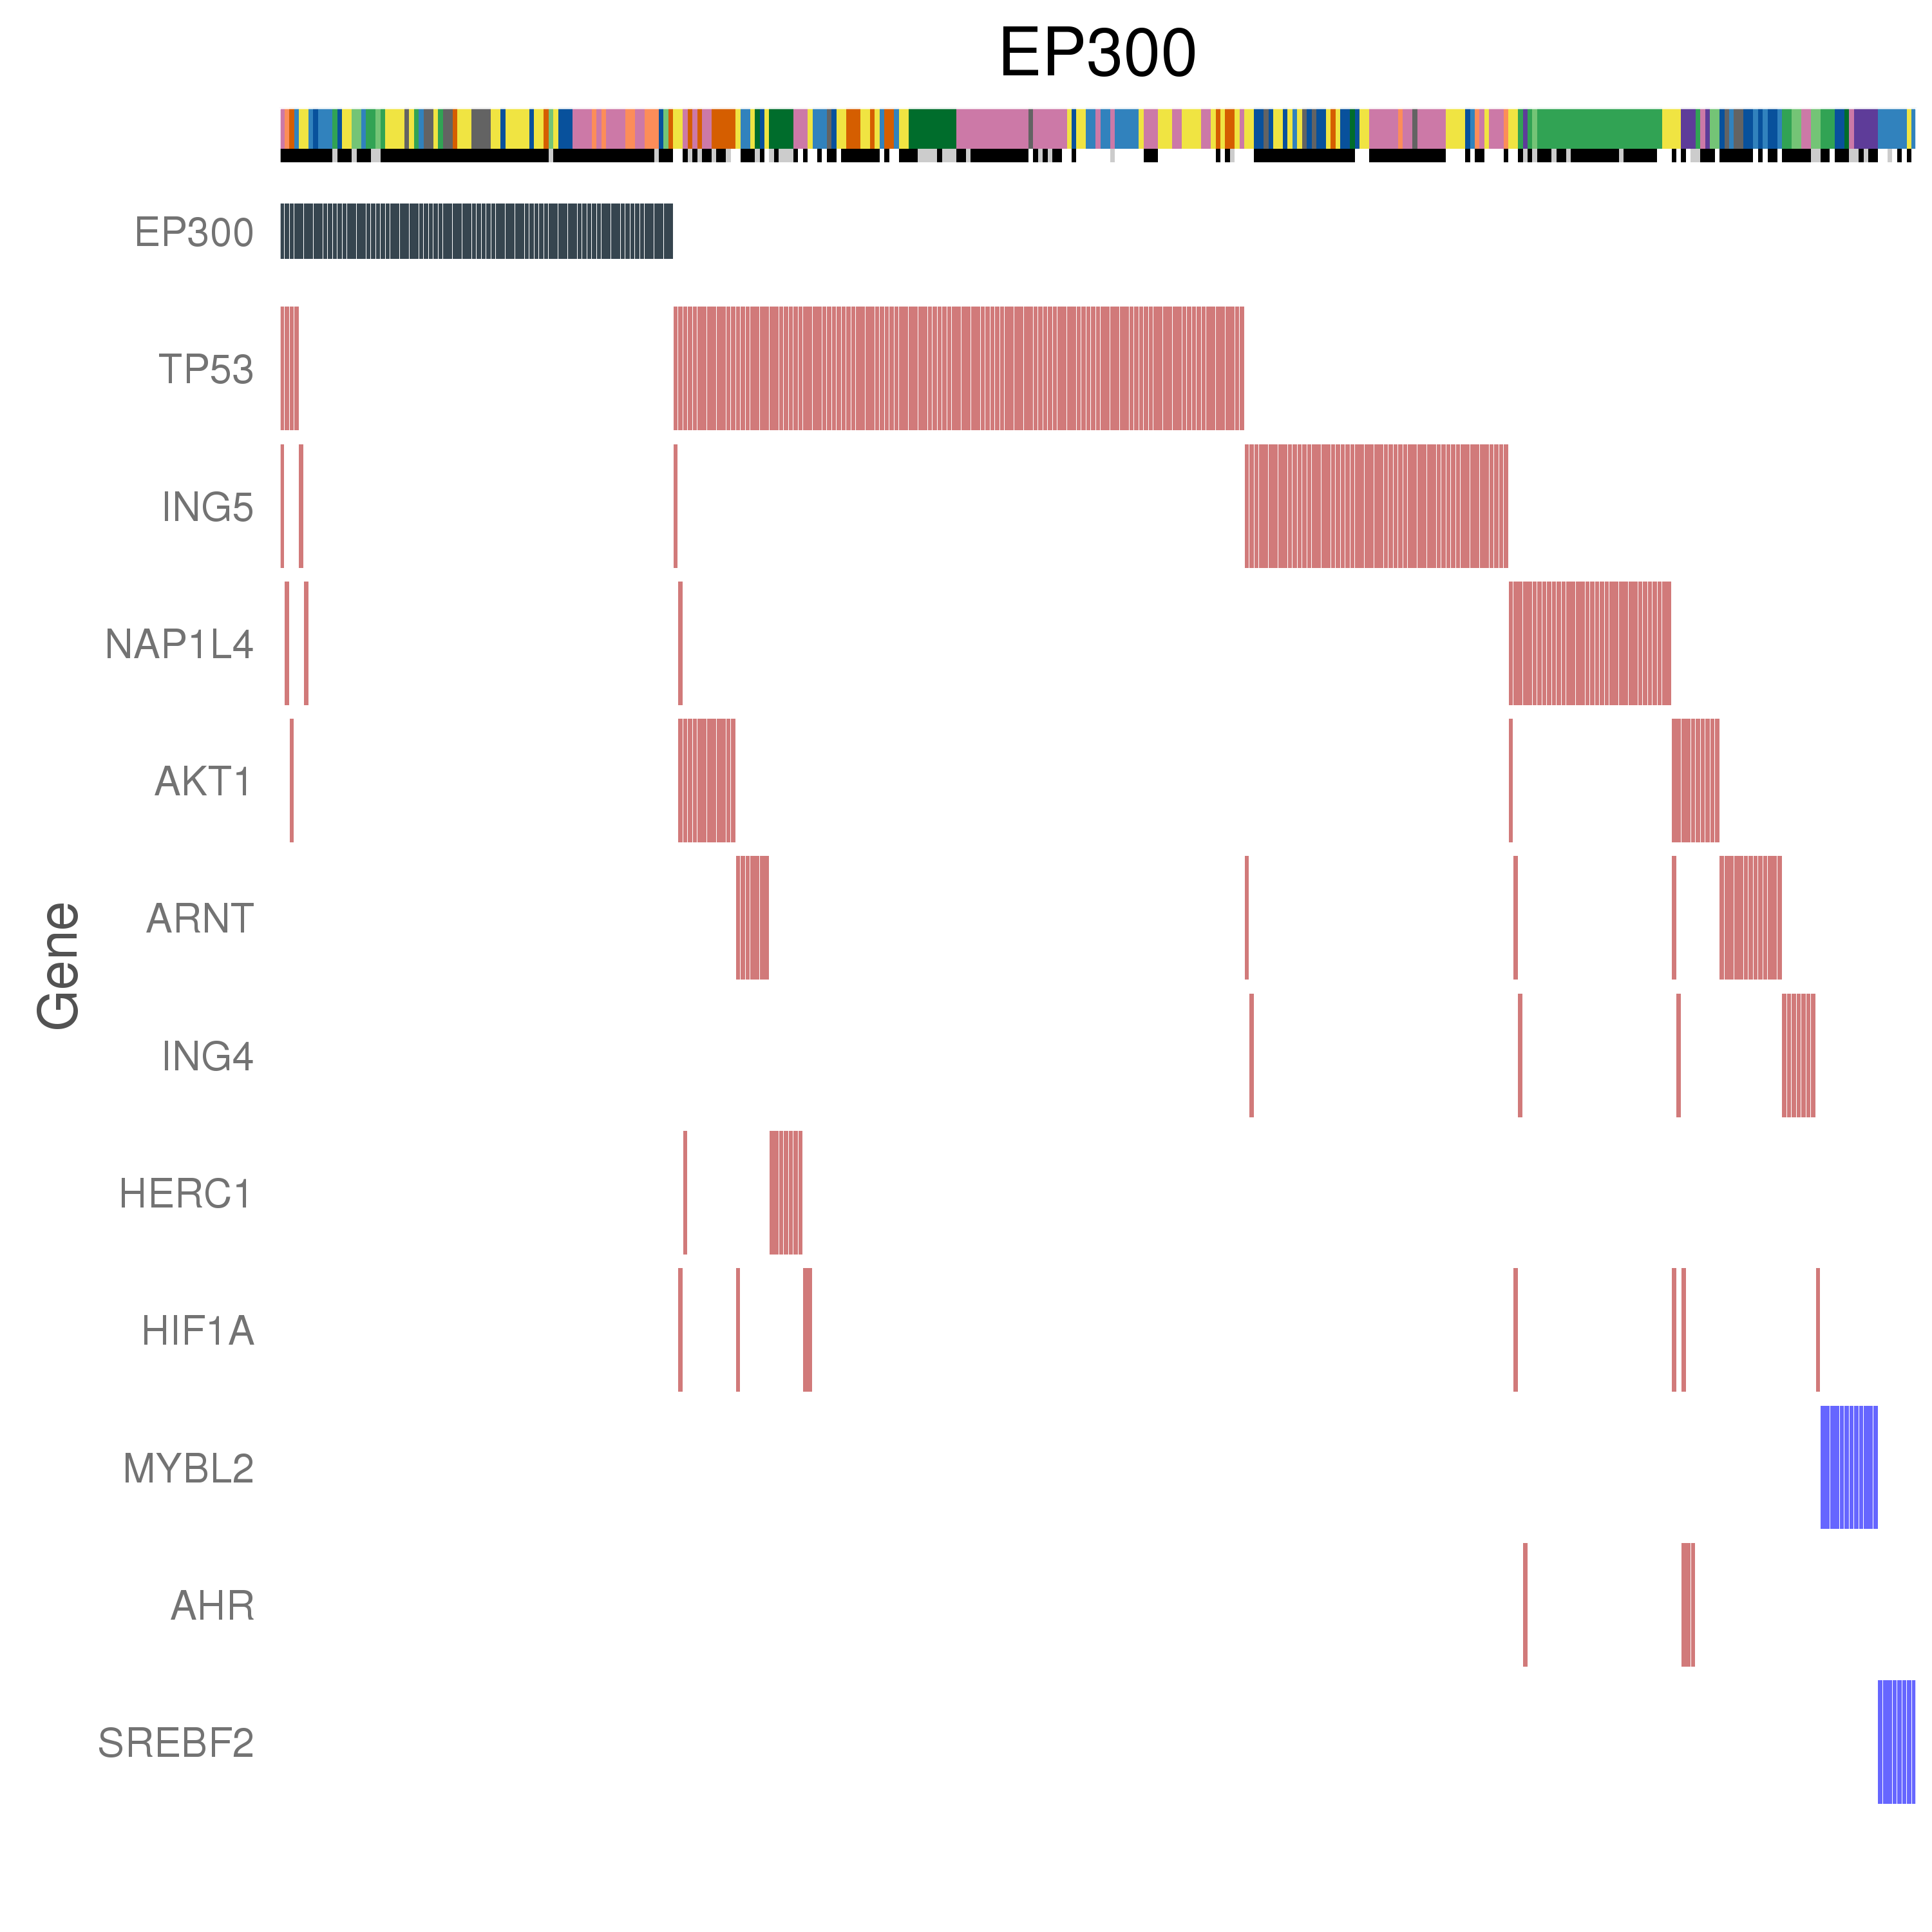 EP300
EP300
TP53
ING5
NAP1L4
AKT1
ARNT
Gene
ING4
HERC1
HIF1A
MYBL2
AHR
SREBF2